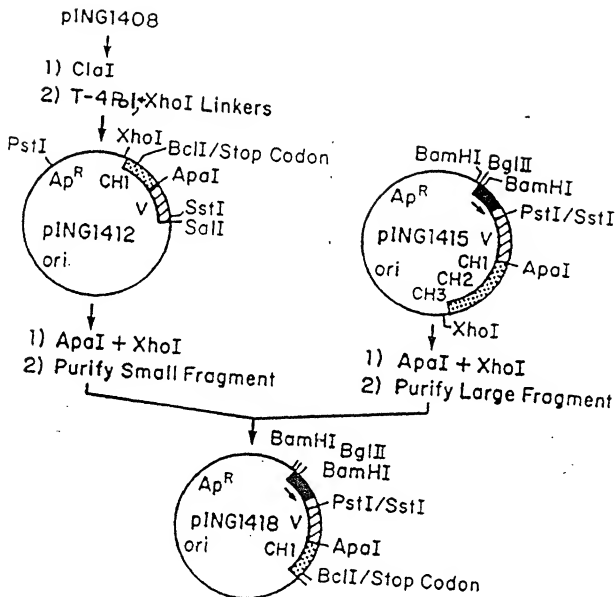 pING1408
1) ClaI
2) T-4 Pol, XhoI Linkers
XhoI
PstI
BclI/Stop Codon
Ap^R
CH1
ApaI
V
SstI
SalI
pING1412
ori
1) ApaI + XhoI
2) Purify Small Fragment
BamHI
BglII
BamHI
Ap^R
PstI/SstI
pING1415
V
CH1
ApaI
ori
CH2
CH3
XhoI
1) ApaI + XhoI
2) Purify Large Fragment
BamHI
BglII
BamHI
Ap^R
PstI/SstI
pING1418
V
ori
CH1
ApaI
BclI/Stop Codon